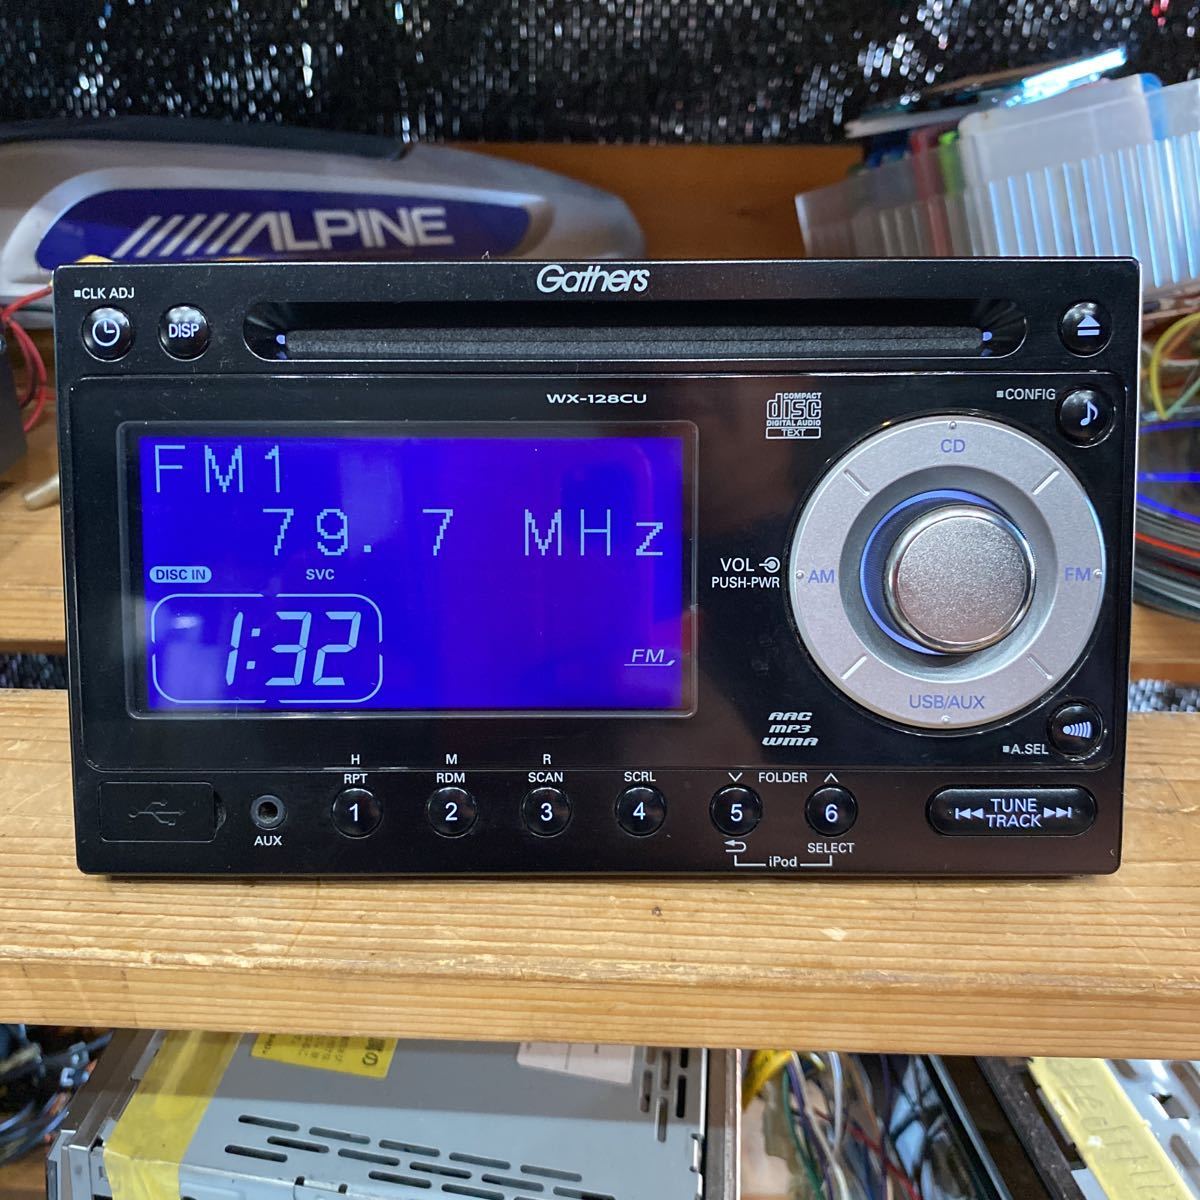 ALPINE
Gathers
CLK ADJ
DISP
WX-128CU
COMPACT
disc
DIGITAL AUDIO
TEXT
CONFIG
FM1
79.7 MHz
DISC IN
SVC
1:32
FM
CD
AM
FM
USB/AUX
VOL
PUSH-PWR
AAC
MP3
WMA
A.SEL
AUX
H
RPT
1
M
RDM
2
R
SCAN
3
SCRL
4
FOLDER
5
6
SELECT
iPod
TUNE
TRACK